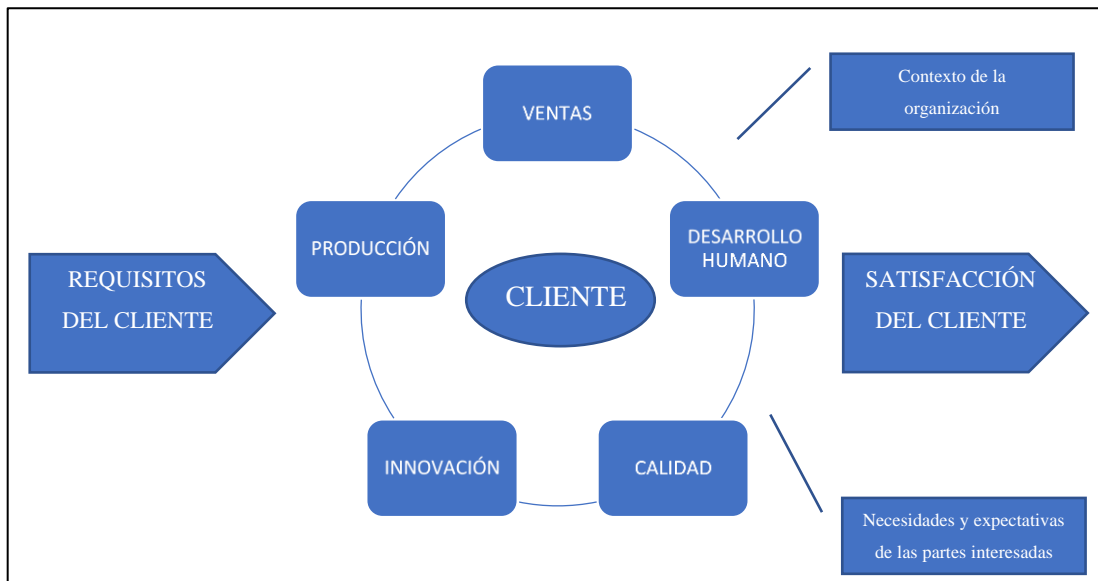 VENTAS
Contexto de la
organización
PRODUCCIÓN
DESARROLLO
HUMANO
REQUISITOS
DEL CLIENTE
CLIENTE
SATISFACCIÓN
DEL CLIENTE
INNOVACIÓN
CALIDAD
Necesidades y expectativas
de las partes interesadas